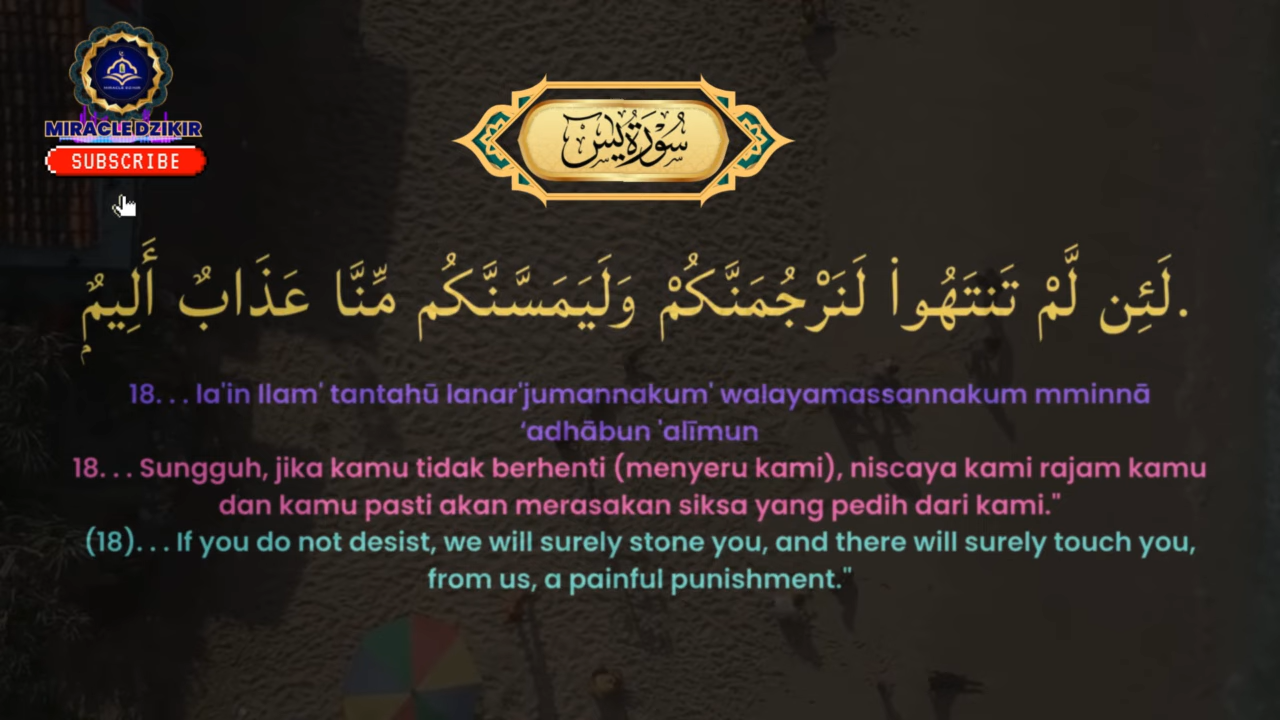 MIRACLE DZIKIR
SUBSCRIBE
سُورَةُ يٰسٓ
.لَئِن لَّمْ تَنتَهُوا۟ لَنَرْجُمَنَّكُمْ وَلَيَمَسَّنَّكُم مِّنَّا عَذَابٌ أَلِيمٌۭ
18. . . la'in llam' tantahū lanar'jumannakum' walayamassannakum mminnā
‘adhābun 'alīmun
18. . . Sungguh, jika kamu tidak berhenti (menyeru kami), niscaya kami rajam kamu
dan kamu pasti akan merasakan siksa yang pedih dari kami."
(18). . . If you do not desist, we will surely stone you, and there will surely touch you,
from us, a painful punishment."